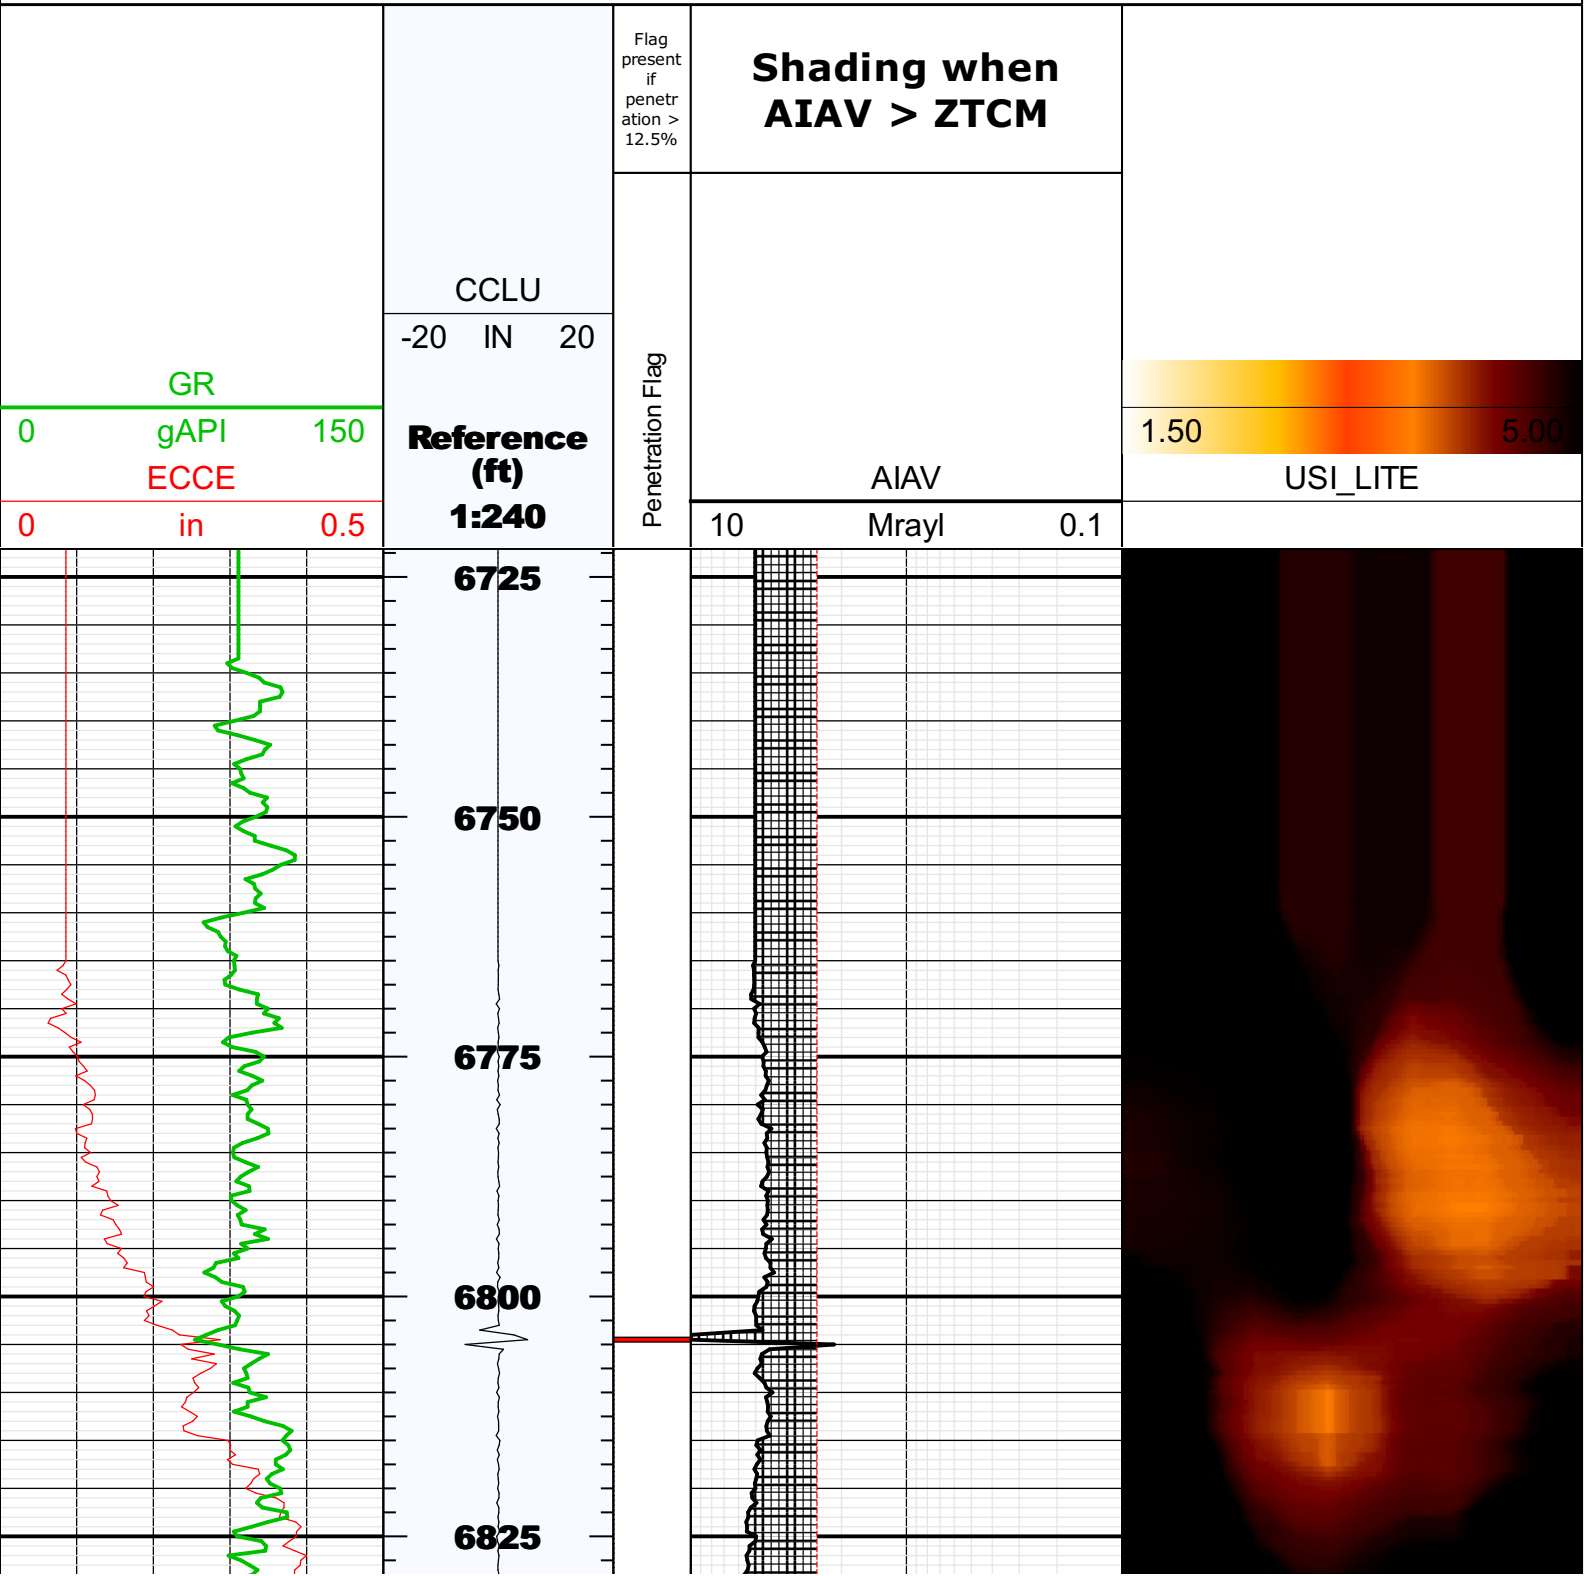 Flag
present
if
penetr
ation >
12.5%
Shading when
AIAV > ZTCM
CCLU
-20 IN 20
GR
0 gAPI 150
ECCE
0 in 0.5
Reference
(ft)
1:240
Penetration Flag
AIAV
10 Mrayl 0.1
1.50 5.00
USI_LITE
6725
6750
6775
6800
6825